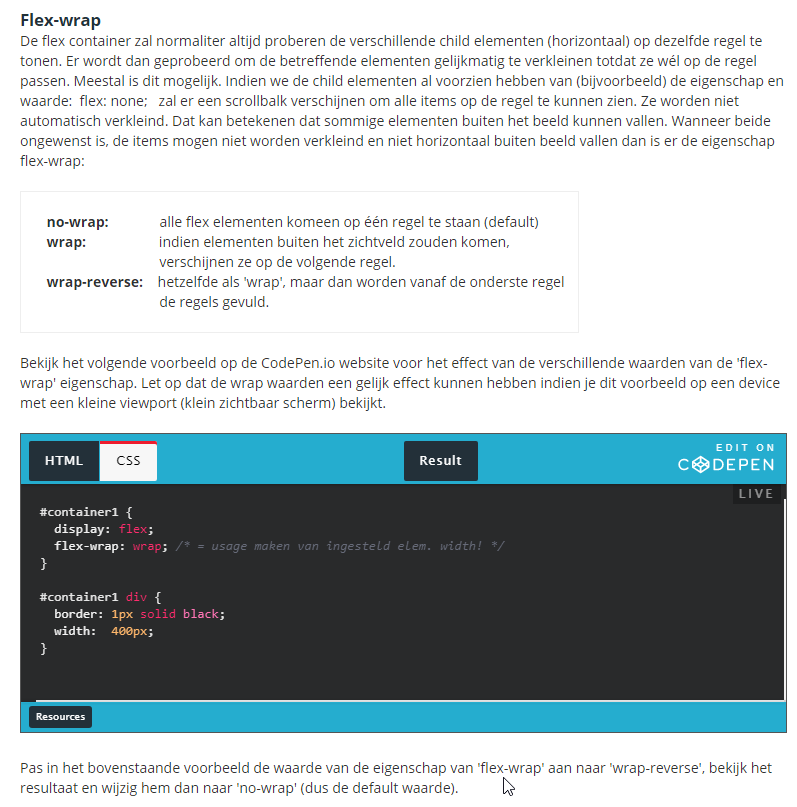 Flex-wrap
De flex container zal normaliter altijd proberen de verschillende child elementen (horizontaal) op dezelfde regel te
tonen. Er wordt dan geprobeerd om de betreffende elementen gelijkmatig te verkleinen totdat ze wél op de regel
passen. Meestal is dit mogelijk. Indien we de child elementen al voorzien hebben van (bijvoorbeeld) de eigenschap en
waarde:  flex: none;   zal er een scrollbalk verschijnen om alle items op de regel te kunnen zien. Ze worden niet
automatisch verkleind. Dat kan betekenen dat sommige elementen buiten het beeld kunnen vallen. Wanneer beide
ongewenst is, de items mogen niet worden verkleind en niet horizontaal buiten beeld vallen dan is er de eigenschap
flex-wrap:
no-wrap: alle flex elementen komeen op één regel te staan (default)
wrap: indien elementen buiten het zichtveld zouden komen,
verschijnen ze op de volgende regel.
wrap-reverse: hetzelfde als 'wrap', maar dan worden vanaf de onderste regel
de regels gevuld.
Bekijk het volgende voorbeeld op de CodePen.io website voor het effect van de verschillende waarden van de 'flex-
wrap' eigenschap. Let op dat de wrap waarden een gelijk effect kunnen hebben indien je dit voorbeeld op een device
met een kleine viewport (klein zichtbaar scherm) bekijkt.
HTML CSS Result EDIT ON
CODEPEN
LIVE
#container1 {
  display: flex;
  flex-wrap: wrap; /* = usage maken van ingesteld elem. width! */
}
#container1 div {
  border: 1px solid black;
  width:  400px;
}
Resources
Pas in het bovenstaande voorbeeld de waarde van de eigenschap van 'flex-wrap' aan naar 'wrap-reverse', bekijk het
resultaat en wijzig hem dan naar 'no-wrap' (dus de default waarde).